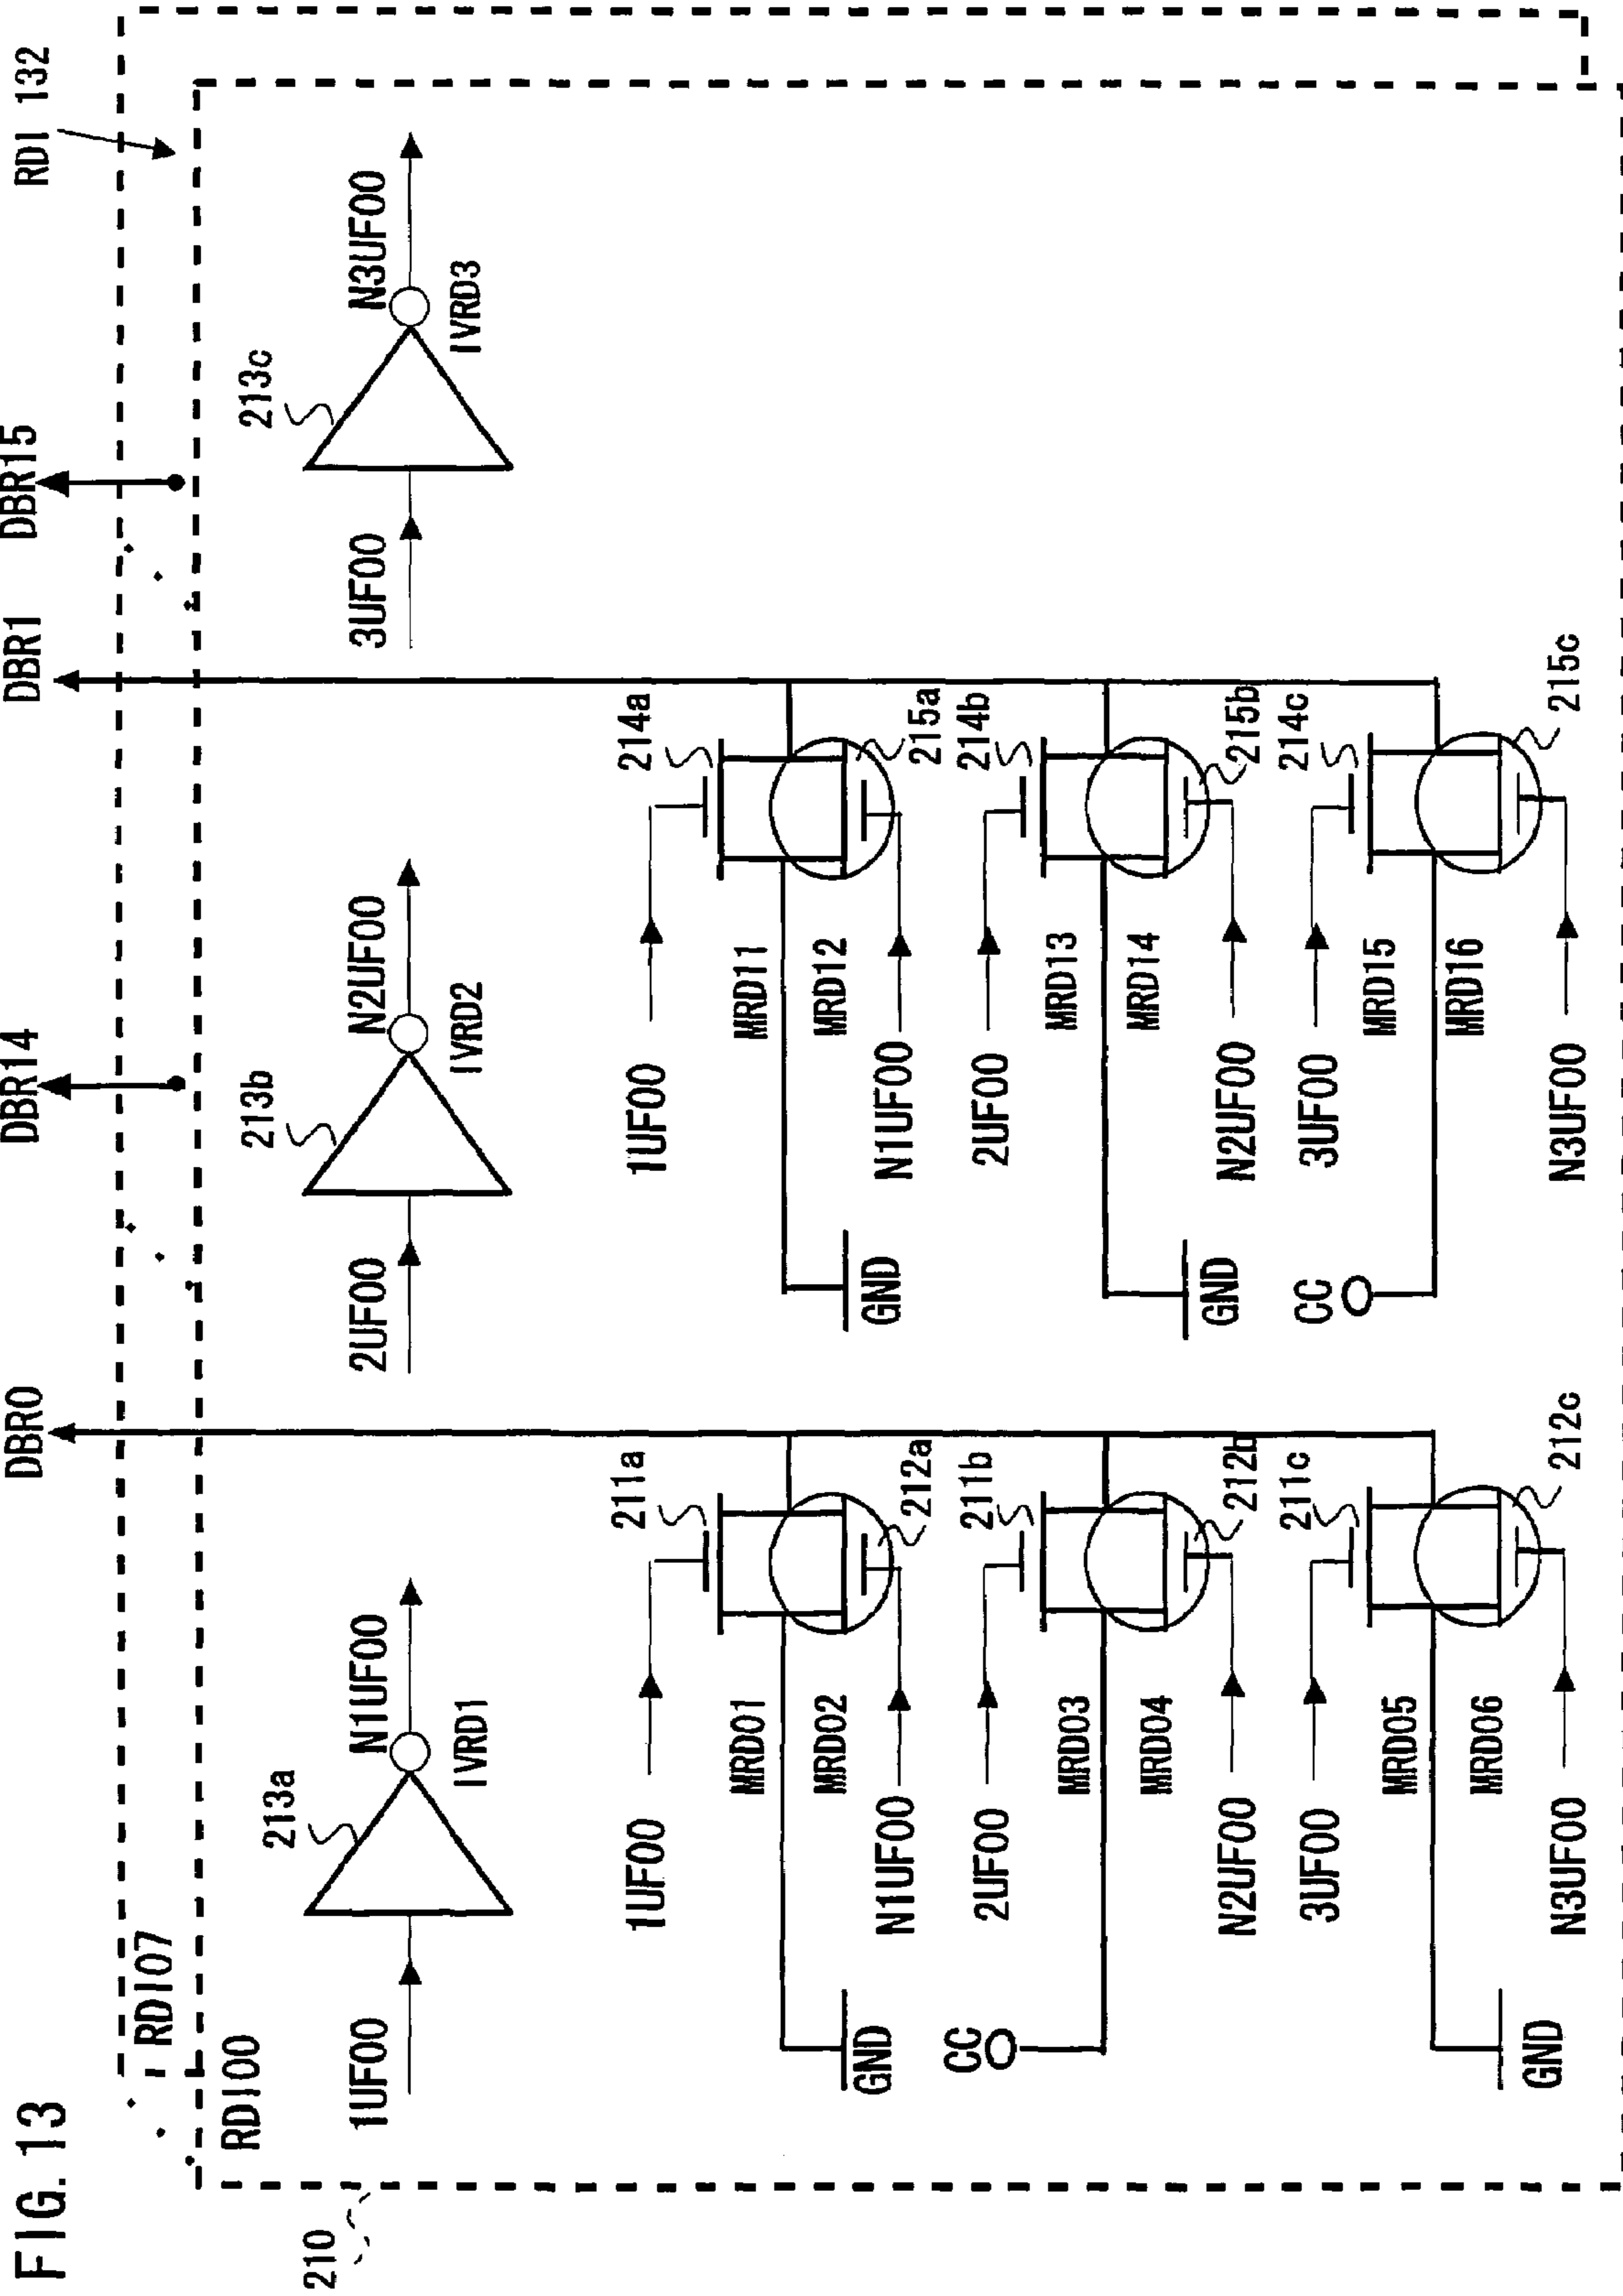 FIG. 13
RD1 132
DBR0
DBR14
DBR1
DBR15
210
RD107
RD100
213a
1UF00
N1UF00
IVRD1
213b
2UF00
N2UF00
IVRD2
213c
3UF00
N3UF00
IVRD3
1UF00
211a
MRD01
MRD02
GND
N1UF00
212a
2UF00
211b
CC
MRD03
MRD04
N2UF00
212b
3UF00
211c
MRD05
MRD06
GND
N3UF00
212c
1UF00
214a
MRD11
MRD12
GND
N1UF00
215a
2UF00
214b
MRD13
MRD14
GND
N2UF00
215b
3UF00
214c
CC
MRD15
MRD16
N3UF00
215c